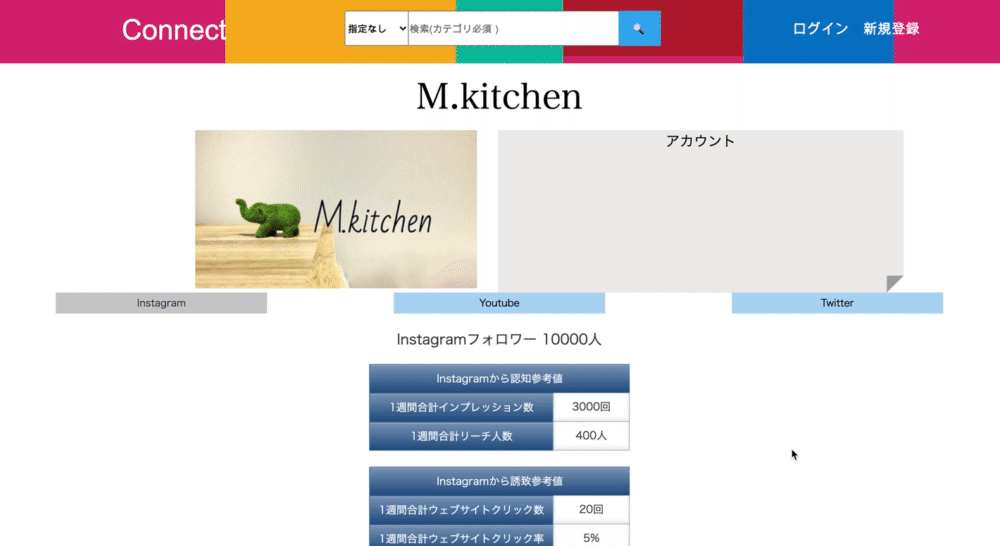 Connect
指定なし
検索(カテゴリ必須 )
ログイン 新規登録
M.kitchen
M.kitchen
アカウント
Instagram
Youtube
Twitter
Instagramフォロワー 10000人
Instagramから認知参考値
1週間合計インプレッション数 3000回
1週間合計リーチ人数 400人
Instagramから誘致参考値
1週間合計ウェブサイトクリック数 20回
1週間合計ウェブサイトクリック率 5%